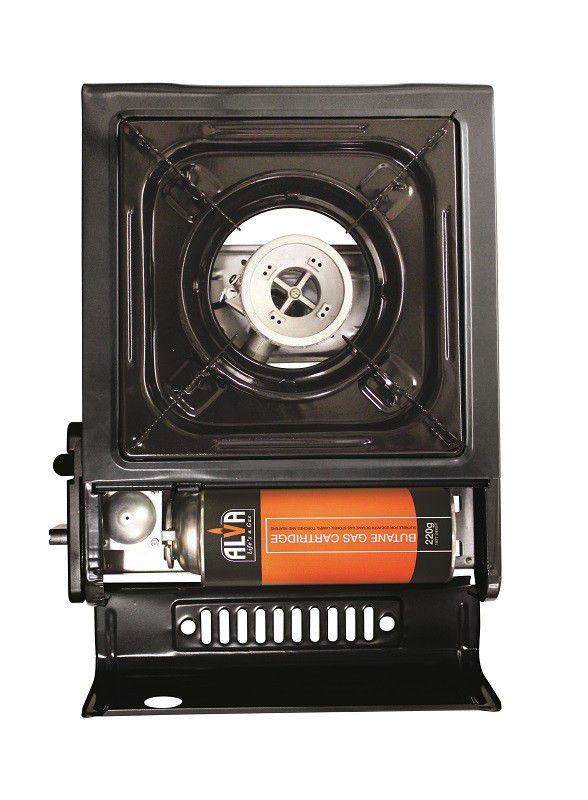 ALVA
Life's a Gas
BUTANE GAS CARTRIDGE
SUITABLE FOR USE WITH BUTANE GAS STOVES, LAMPS, TORCHES AND HEATERS
220g
NETT WEIGHT